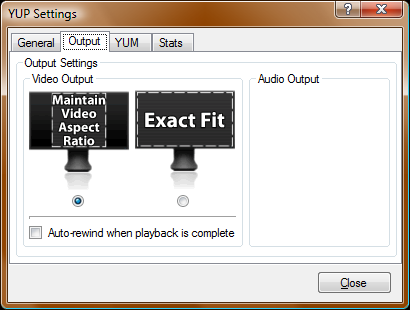 YUP Settings
?
General
Output
YUM
Stats
Output Settings
Video Output
Audio Output
Maintain
Video
Aspect
Ratio
Exact Fit
Auto-rewind when playback is complete
Close